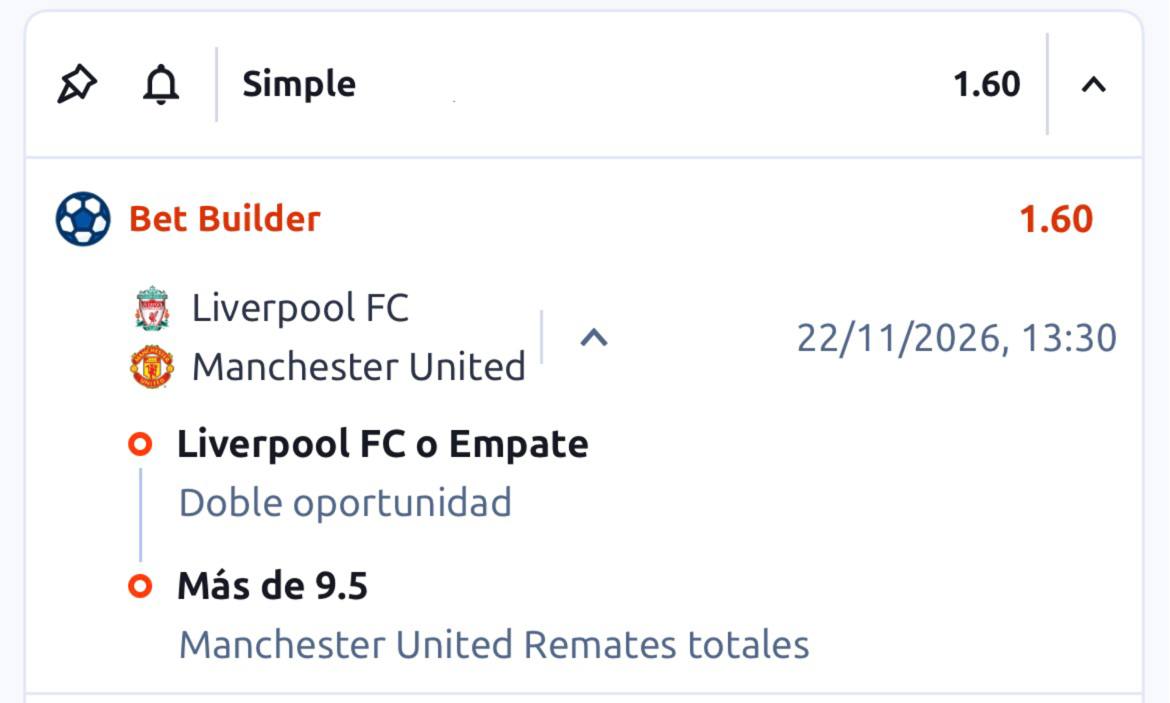 Simple 1.60
Bet Builder 1.60
Liverpool FC
Manchester United
22/11/2026, 13:30
Liverpool FC o Empate
Doble oportunidad
Más de 9.5
Manchester United Remates totales